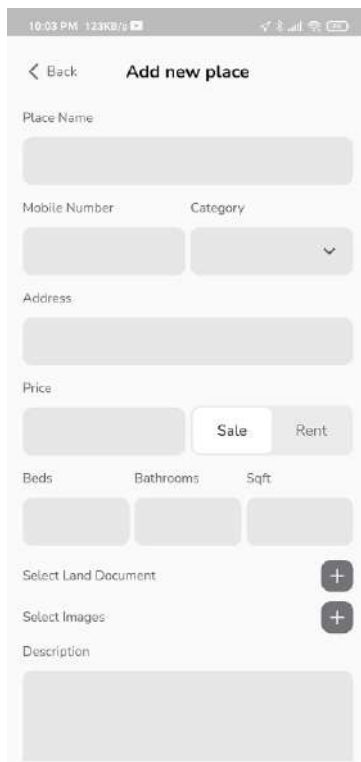 10:03 PM 123KB/s
Back Add new place
Place Name
Mobile Number Category
Address
Price
Sale Rent
Beds Bathrooms Sqft
Select Land Document
Select Images
Description